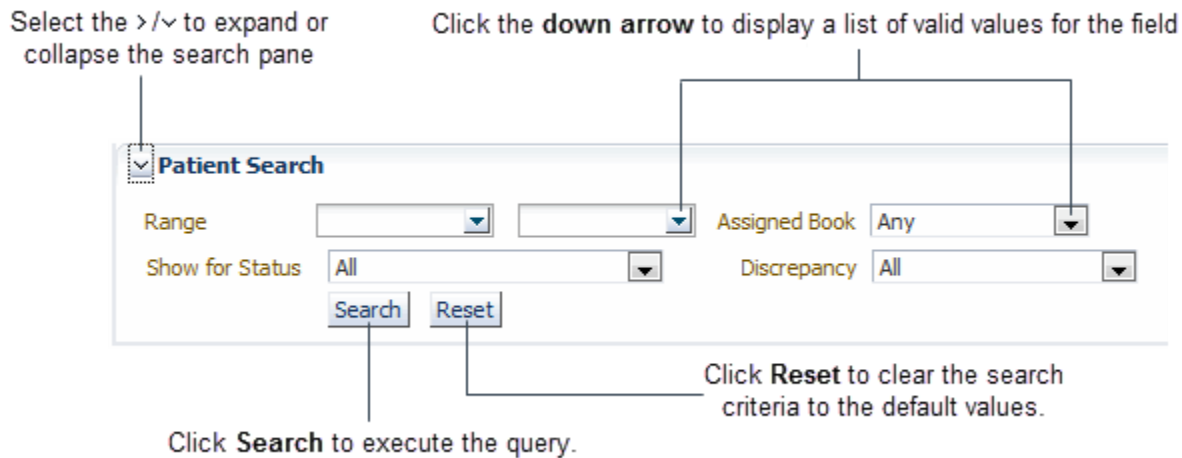 Select the >/⌄ to expand or
collapse the search pane
Click the down arrow to display a list of valid values for the field
Patient Search
Range
Assigned Book Any
Show for Status All
Discrepancy All
Search Reset
Click Reset to clear the search
criteria to the default values.
Click Search to execute the query.